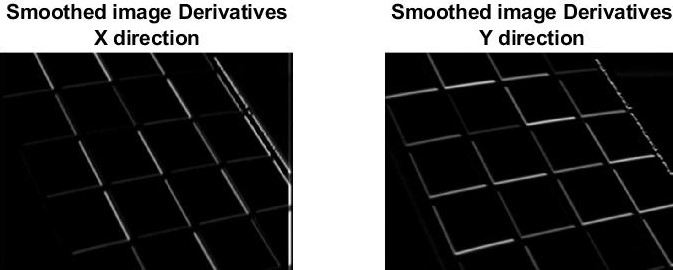 Smoothed image Derivatives
X direction
Smoothed image Derivatives
Y direction